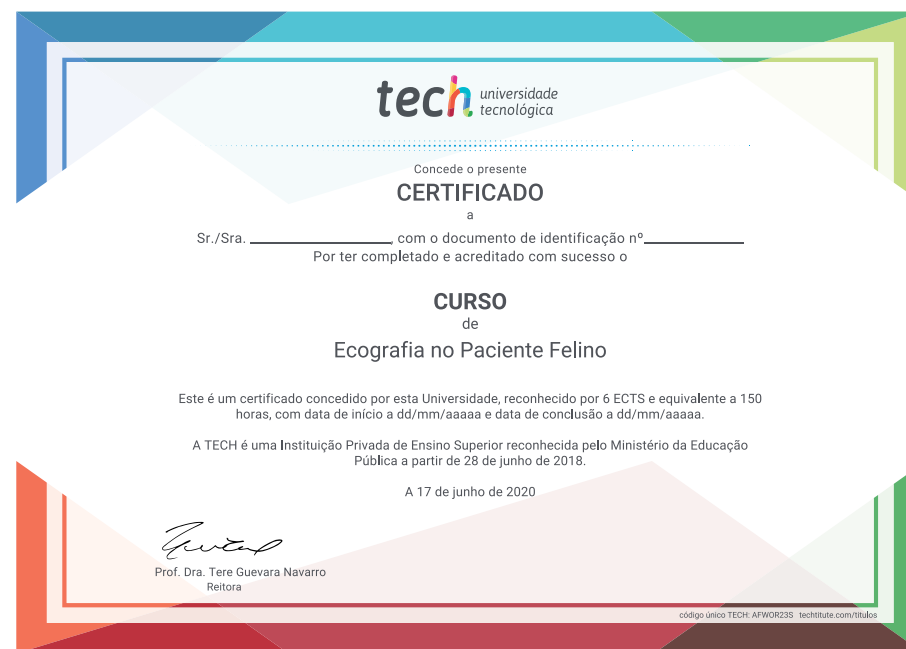 tech universidade
tecnológica
Concede o presente
CERTIFICADO
a
Sr./Sra. ____________________, com o documento de identificação nº______________
Por ter completado e acreditado com sucesso o
CURSO
de
Ecografia no Paciente Felino
Este é um certificado concedido por esta Universidade, reconhecido por 6 ECTS e equivalente a 150
horas, com data de início a dd/mm/aaaaa e data de conclusão a dd/mm/aaaaa.
A TECH é uma Instituição Privada de Ensino Superior reconhecida pelo Ministério da Educação
Pública a partir de 28 de junho de 2018.
A 17 de junho de 2020
Prof. Dra. Tere Guevara Navarro
Reitora
código único TECH: AFWOR23S techtitute.com/titulos